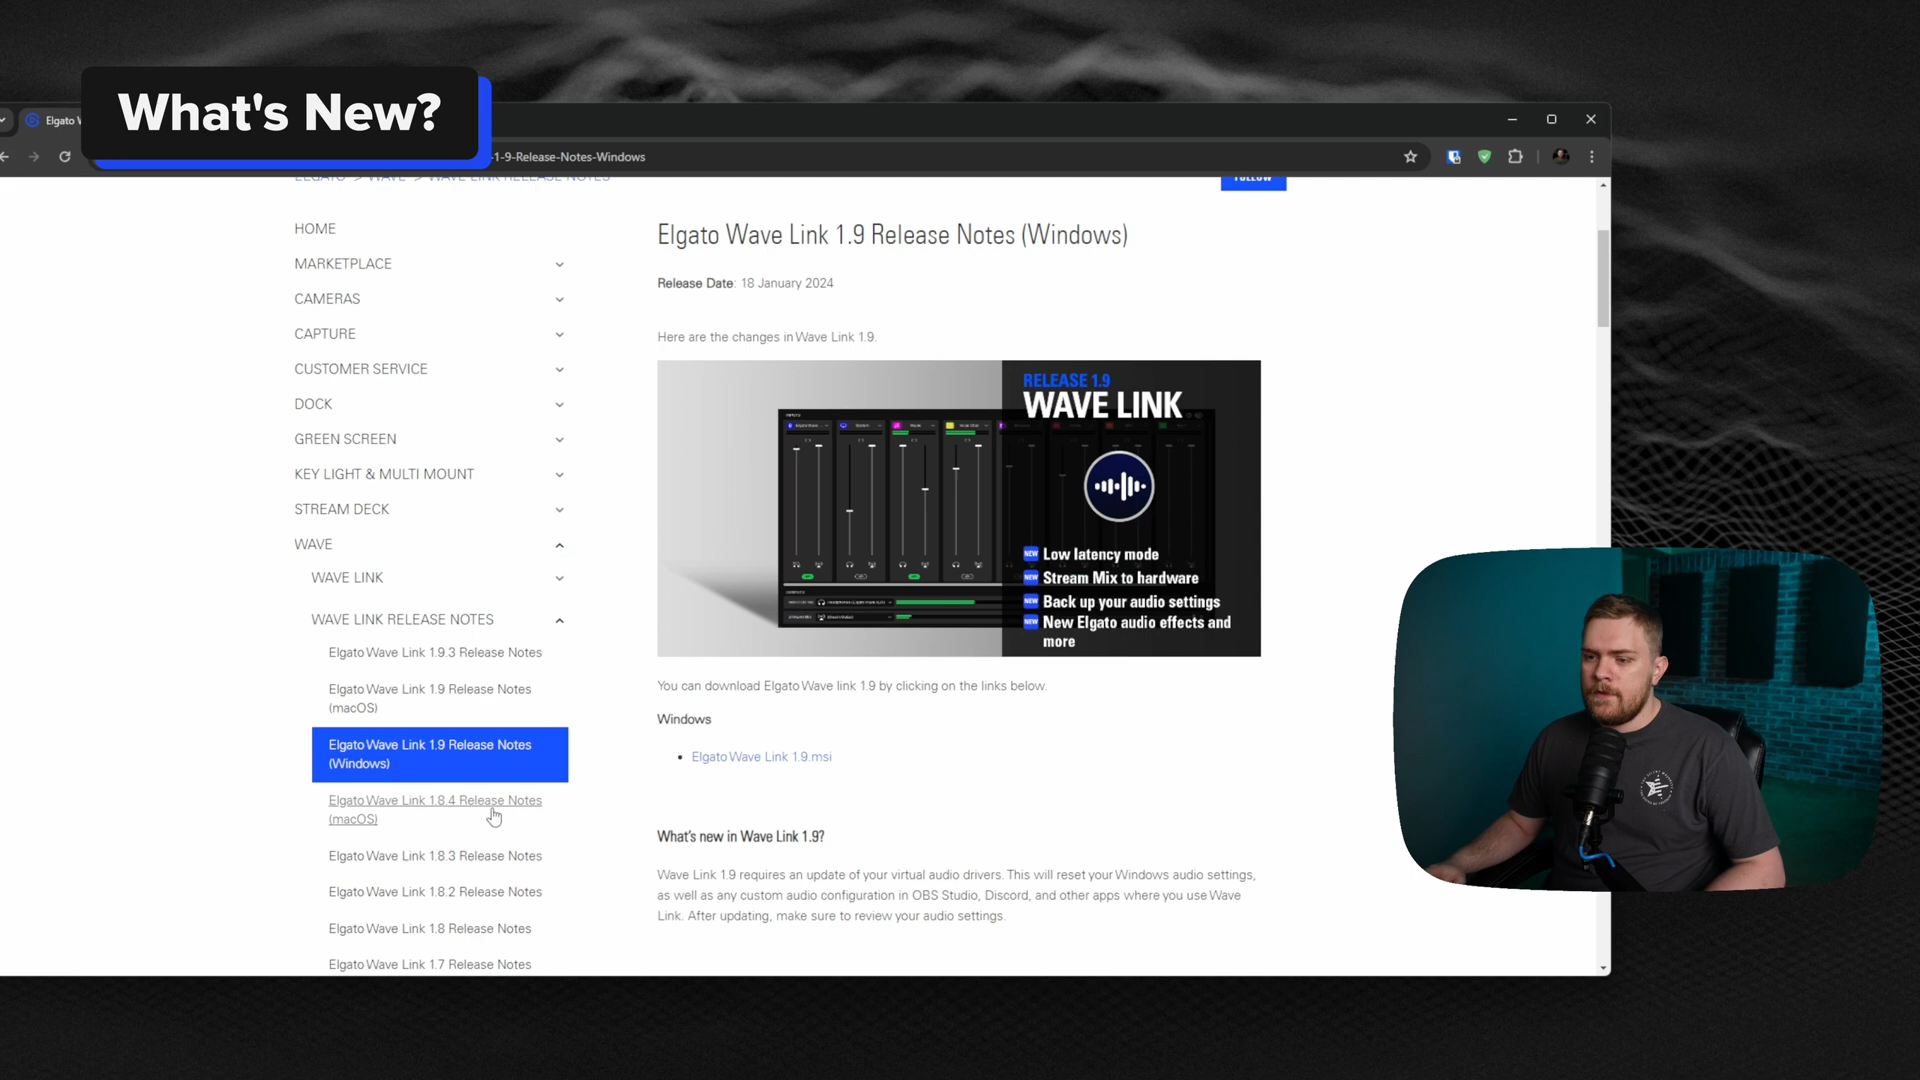 What's New?
Elgato W
-1-9-Release-Notes-Windows
ELGATO > WAVE > WAVE LINK RELEASE NOTES
FOLLOW
HOME
MARKETPLACE
CAMERAS
CAPTURE
CUSTOMER SERVICE
DOCK
GREEN SCREEN
KEY LIGHT & MULTI MOUNT
STREAM DECK
WAVE
WAVE LINK
WAVE LINK RELEASE NOTES
Elgato Wave Link 1.9.3 Release Notes
Elgato Wave Link 1.9 Release Notes
(macOS)
Elgato Wave Link 1.9 Release Notes
(Windows)
Elgato Wave Link 1.8.4 Release Notes
(macOS)
Elgato Wave Link 1.8.3 Release Notes
Elgato Wave Link 1.8.2 Release Notes
Elgato Wave Link 1.8 Release Notes
Elgato Wave Link 1.7 Release Notes
Elgato Wave Link 1.9 Release Notes (Windows)
Release Date: 18 January 2024
Here are the changes in Wave Link 1.9.
RELEASE 1.9
WAVE LINK
NEW Low latency mode
NEW Stream Mix to hardware
NEW Back up your audio settings
NEW New Elgato audio effects and
more
You can download Elgato Wave link 1.9 by clicking on the links below.
Windows
• Elgato Wave Link 1.9.msi
What's new in Wave Link 1.9?
Wave Link 1.9 requires an update of your virtual audio drivers. This will reset your Windows audio settings,
as well as any custom audio configuration in OBS Studio, Discord, and other apps where you use Wave
Link. After updating, make sure to review your audio settings.